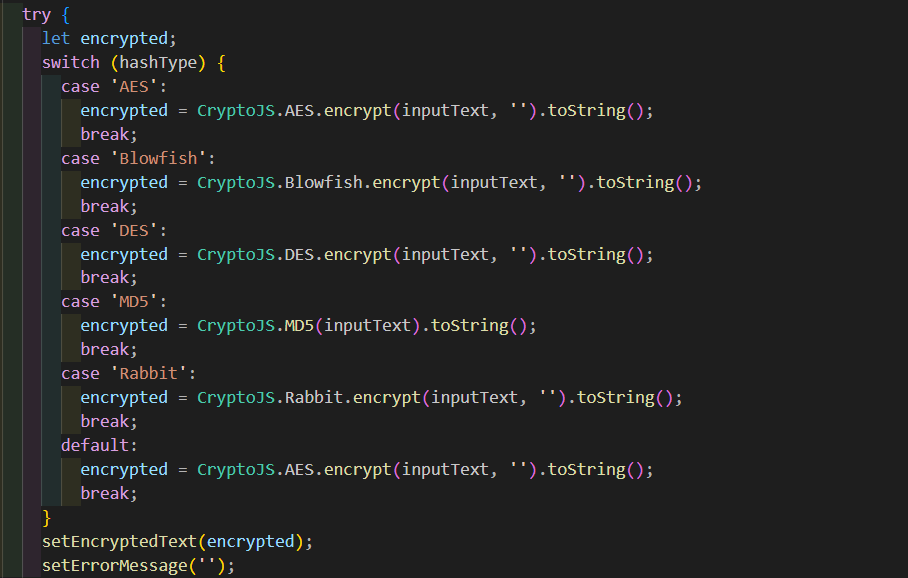 try {
let encrypted;
switch (hashType) {
case 'AES':
encrypted = CryptoJS.AES.encrypt(inputText, '').toString();
break;
case 'Blowfish':
encrypted = CryptoJS.Blowfish.encrypt(inputText, '').toString();
break;
case 'DES':
encrypted = CryptoJS.DES.encrypt(inputText, '').toString();
break;
case 'MD5':
encrypted = CryptoJS.MD5(inputText).toString();
break;
case 'Rabbit':
encrypted = CryptoJS.Rabbit.encrypt(inputText, '').toString();
break;
default:
encrypted = CryptoJS.AES.encrypt(inputText, '').toString();
break;
}
setEncryptedText(encrypted);
setErrorMessage('');